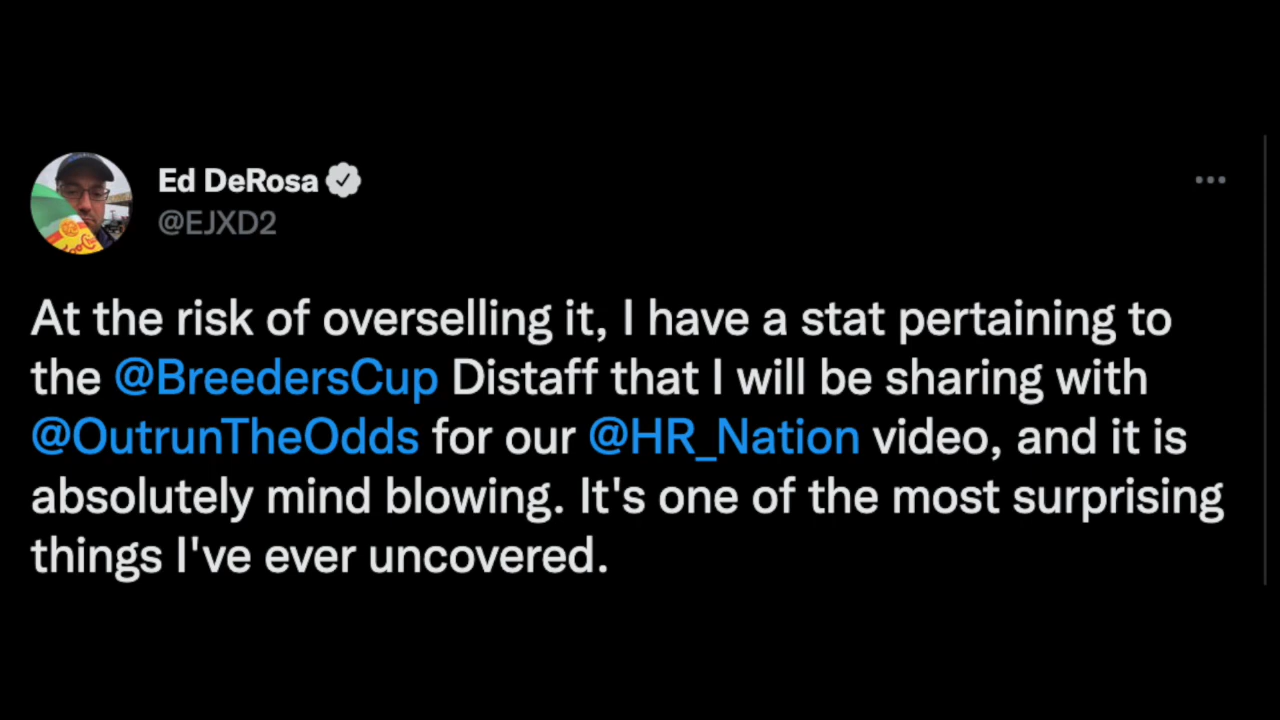 Ed DeRosa
@EJXD2
At the risk of overselling it, I have a stat pertaining to
the @BreedersCup Distaff that I will be sharing with
@OutrunTheOdds for our @HR_Nation video, and it is
absolutely mind blowing. It's one of the most surprising
things I've ever uncovered.